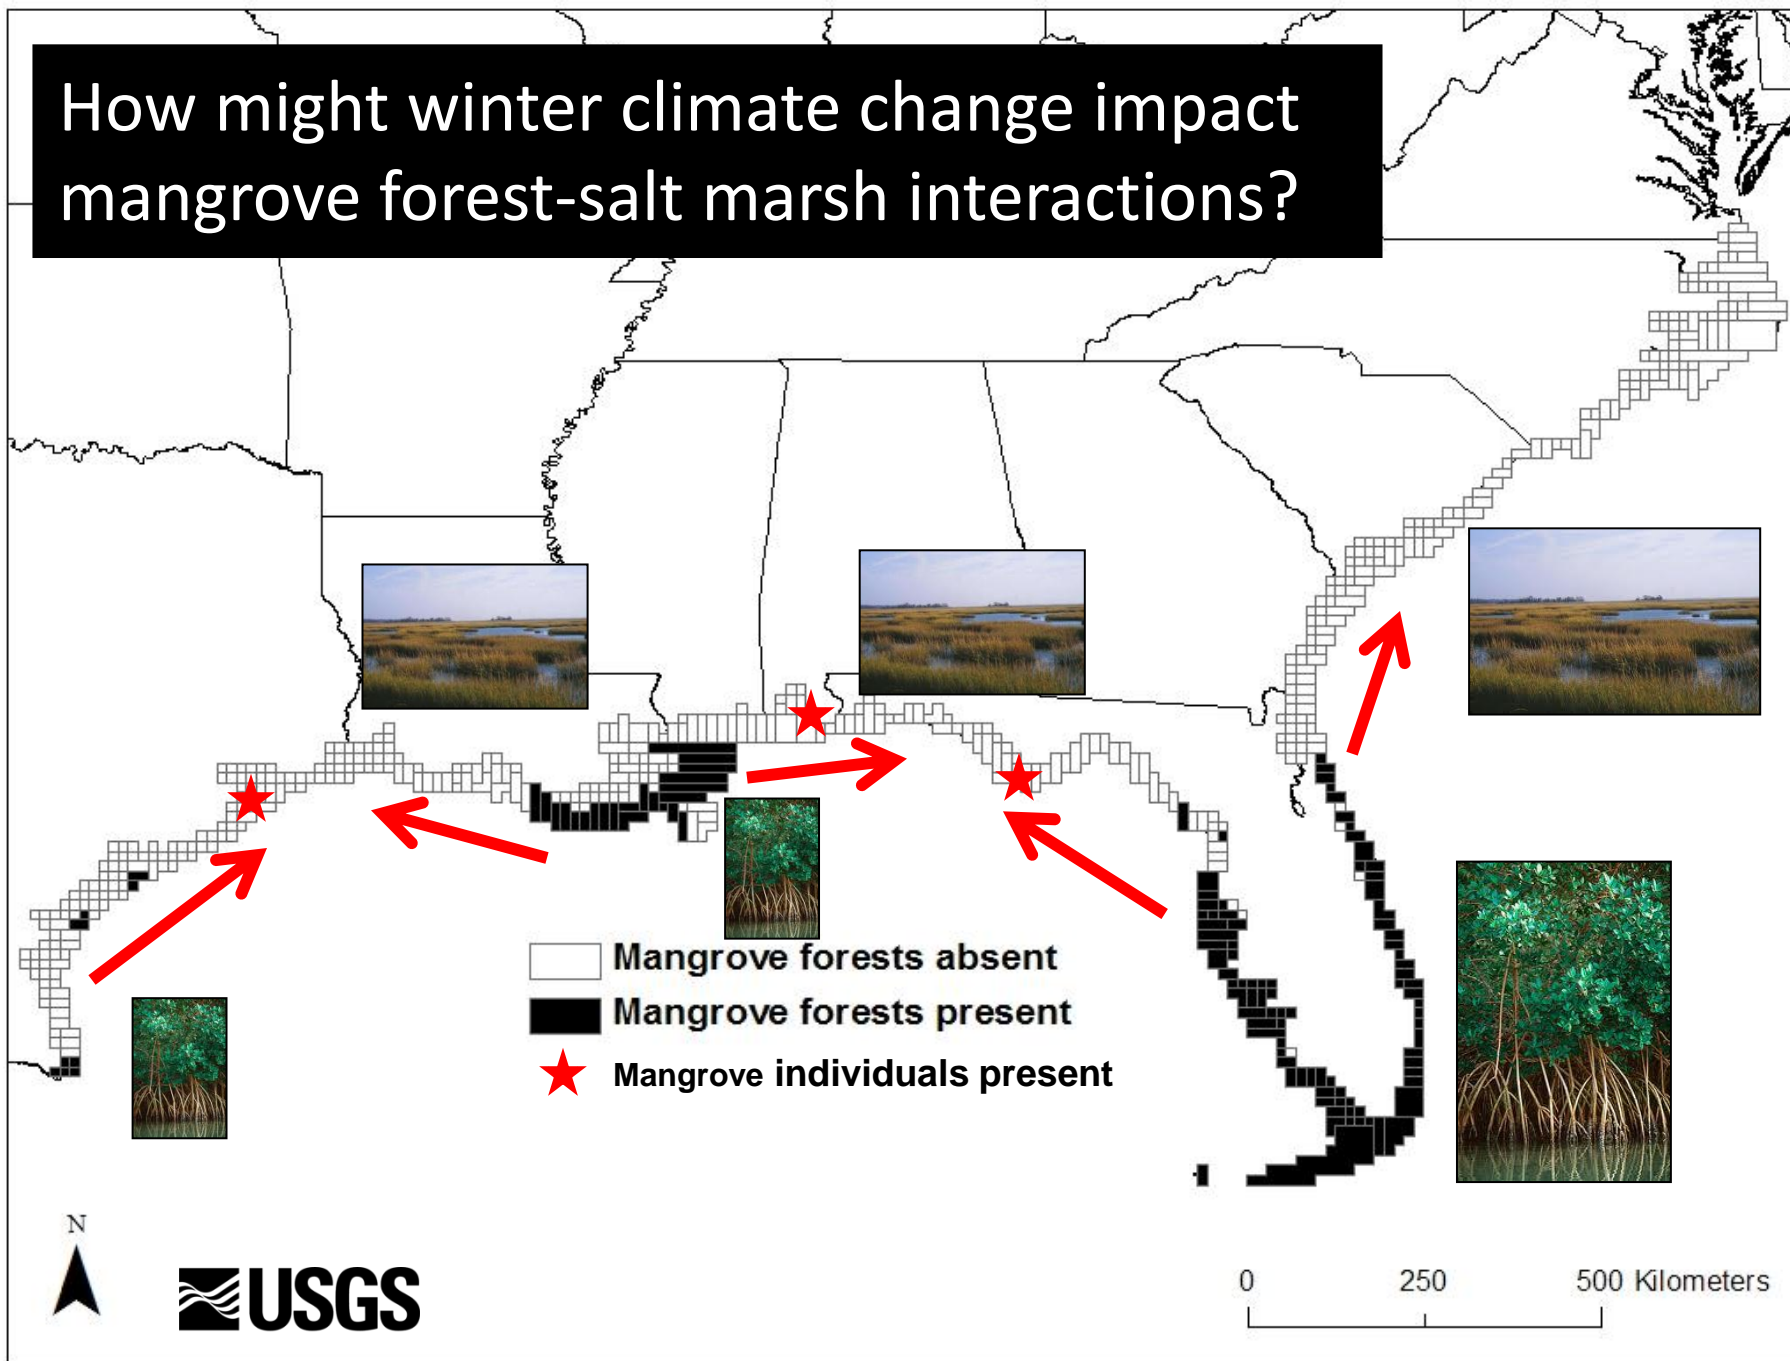 How might winter climate change impact
mangrove forest-salt marsh interactions?
Mangrove forests absent
Mangrove forests present
Mangrove individuals present
N
USGS
0 250 500 Kilometers